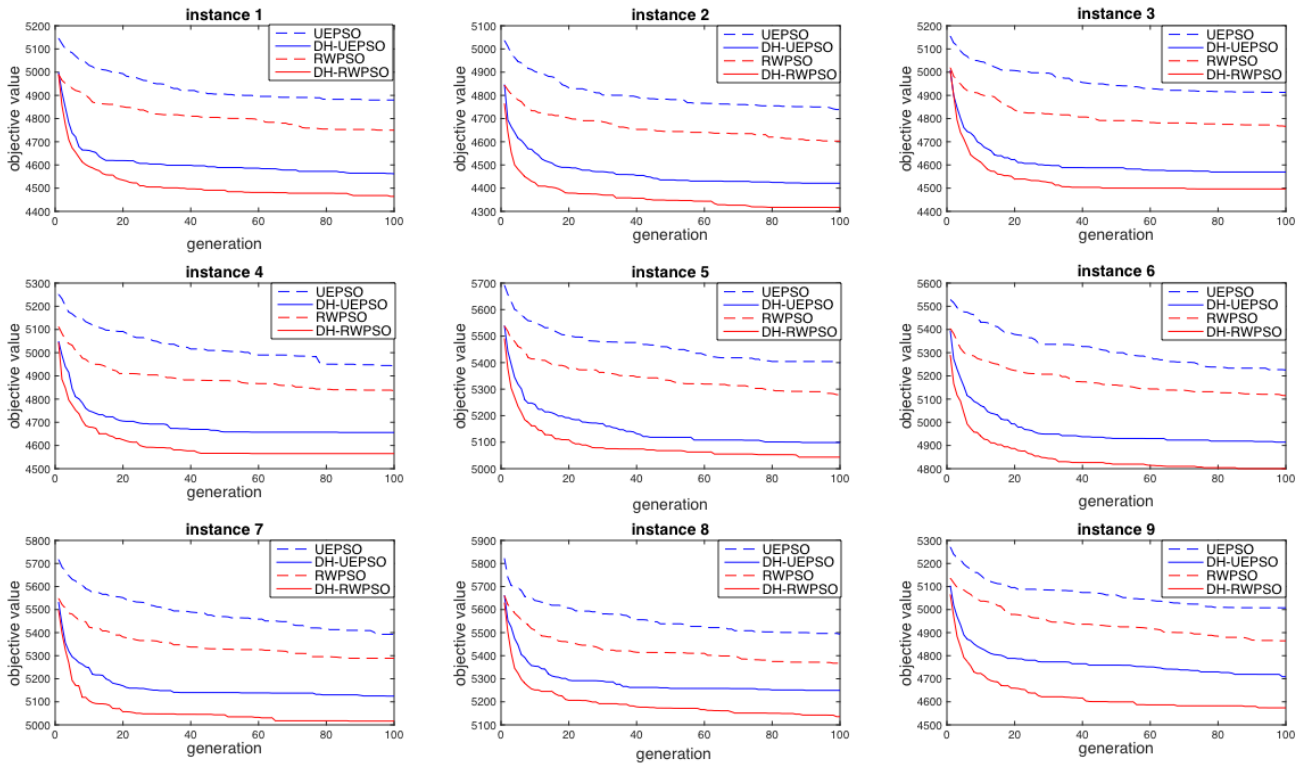 instance 1
5200
5100
5000
4900
4800
4700
4600
4500
4400
objective value
0 20 40 60 80 100
generation
UEPSO
DH-UEPSO
RWPSO
DH-RWPSO
instance 2
5100
5000
4900
4800
4700
4600
4500
4400
4300
objective value
0 20 40 60 80 100
generation
UEPSO
DH-UEPSO
RWPSO
DH-RWPSO
instance 3
5200
5100
5000
4900
4800
4700
4600
4500
4400
objective value
0 20 40 60 80 100
generation
UEPSO
DH-UEPSO
RWPSO
DH-RWPSO
instance 4
5300
5200
5100
5000
4900
4800
4700
4600
4500
objective value
0 20 40 60 80 100
generation
UEPSO
DH-UEPSO
RWPSO
DH-RWPSO
instance 5
5700
5600
5500
5400
5300
5200
5100
5000
objective value
0 20 40 60 80 100
generation
UEPSO
DH-UEPSO
RWPSO
DH-RWPSO
instance 6
5600
5500
5400
5300
5200
5100
5000
4900
4800
objective value
0 20 40 60 80 100
generation
UEPSO
DH-UEPSO
RWPSO
DH-RWPSO
instance 7
5800
5700
5600
5500
5400
5300
5200
5100
5000
objective value
0 20 40 60 80 100
generation
UEPSO
DH-UEPSO
RWPSO
DH-RWPSO
instance 8
5900
5800
5700
5600
5500
5400
5300
5200
5100
objective value
0 20 40 60 80 100
generation
UEPSO
DH-UEPSO
RWPSO
DH-RWPSO
instance 9
5300
5200
5100
5000
4900
4800
4700
4600
4500
objective value
0 20 40 60 80 100
generation
UEPSO
DH-UEPSO
RWPSO
DH-RWPSO